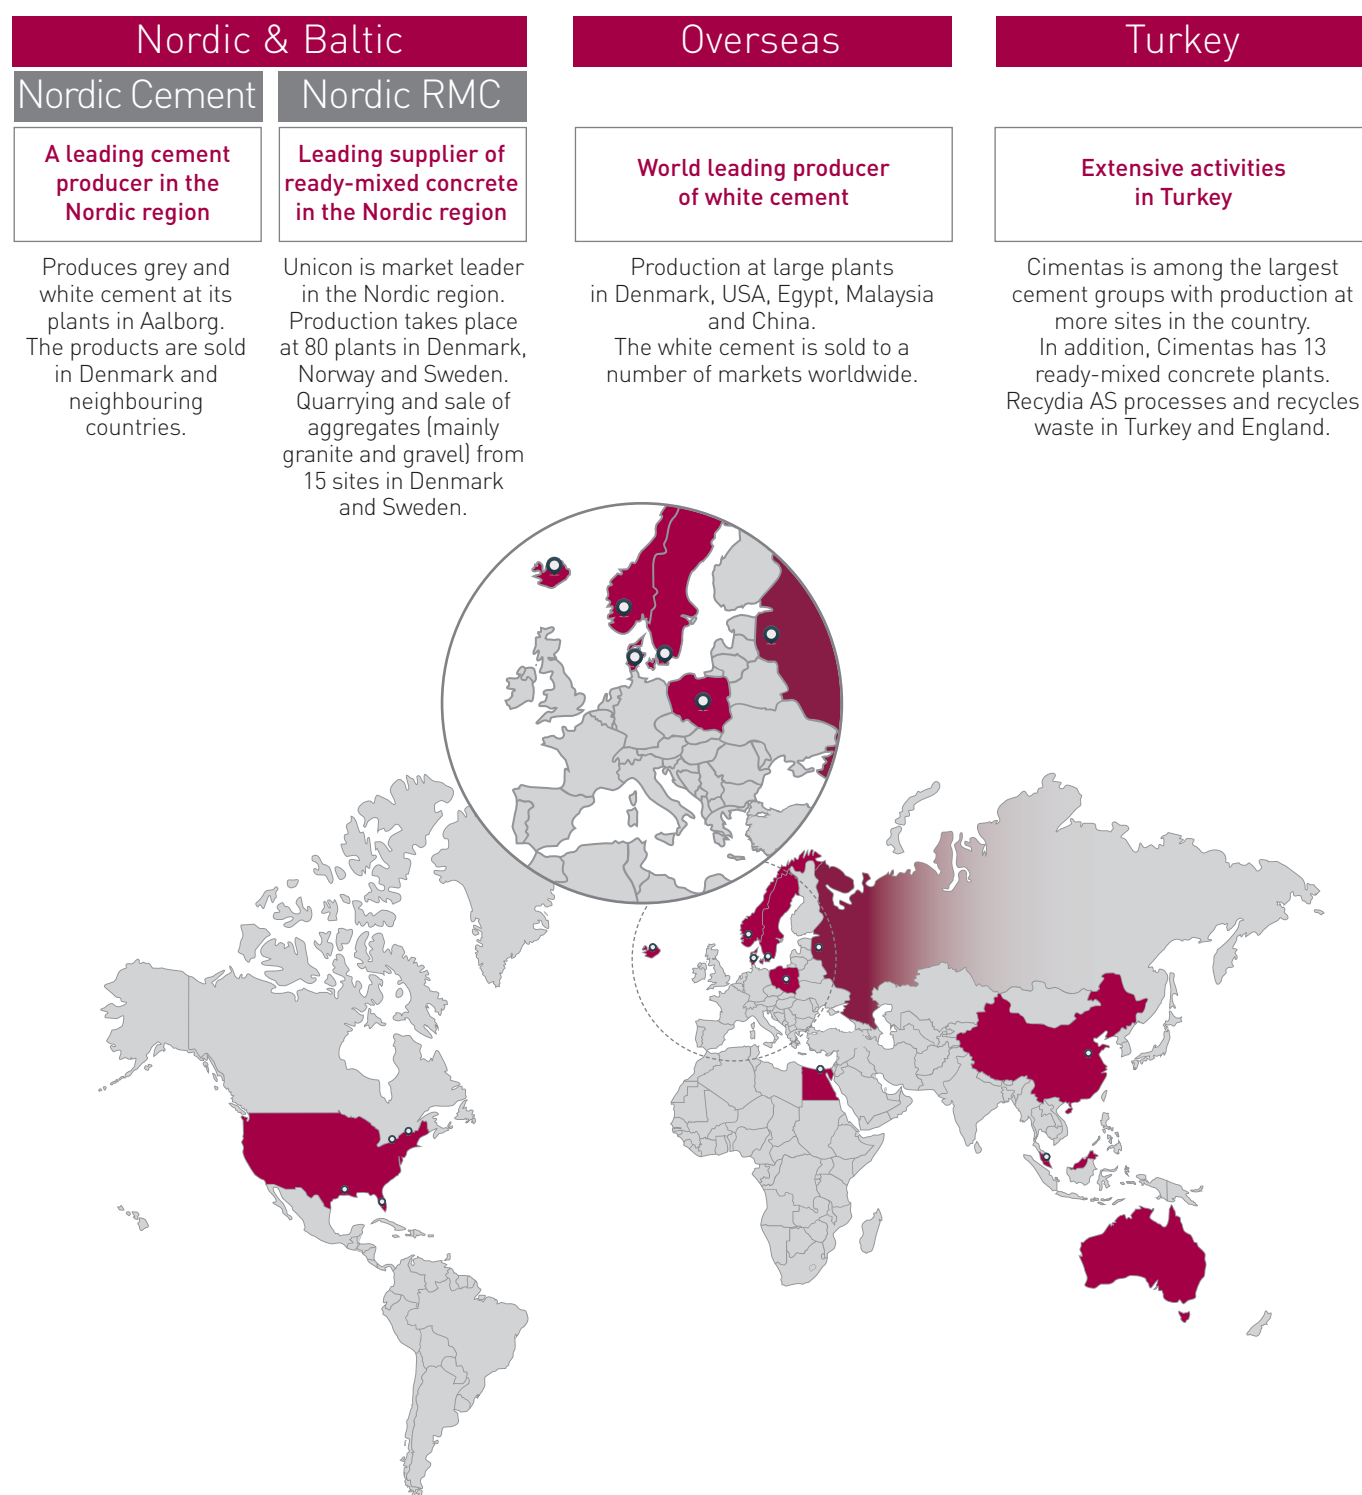 Nordic & Baltic
Nordic Cement
A leading cement
producer in the
Nordic region
Produces grey and
white cement at its
plants in Aalborg.
The products are sold
in Denmark and
neighbouring
countries.
Nordic RMC
Leading supplier of
ready-mixed concrete
in the Nordic region
Unicon is market leader
in the Nordic region.
Production takes place
at 80 plants in Denmark,
Norway and Sweden.
Quarrying and sale of
aggregates (mainly
granite and gravel) from
15 sites in Denmark
and Sweden.
Overseas
World leading producer
of white cement
Production at large plants
in Denmark, USA, Egypt, Malaysia
and China.
The white cement is sold to a
number of markets worldwide.
Turkey
Extensive activities
in Turkey
Cimentas is among the largest
cement groups with production at
more sites in the country.
In addition, Cimentas has 13
ready-mixed concrete plants.
Recydia AS processes and recycles
waste in Turkey and England.